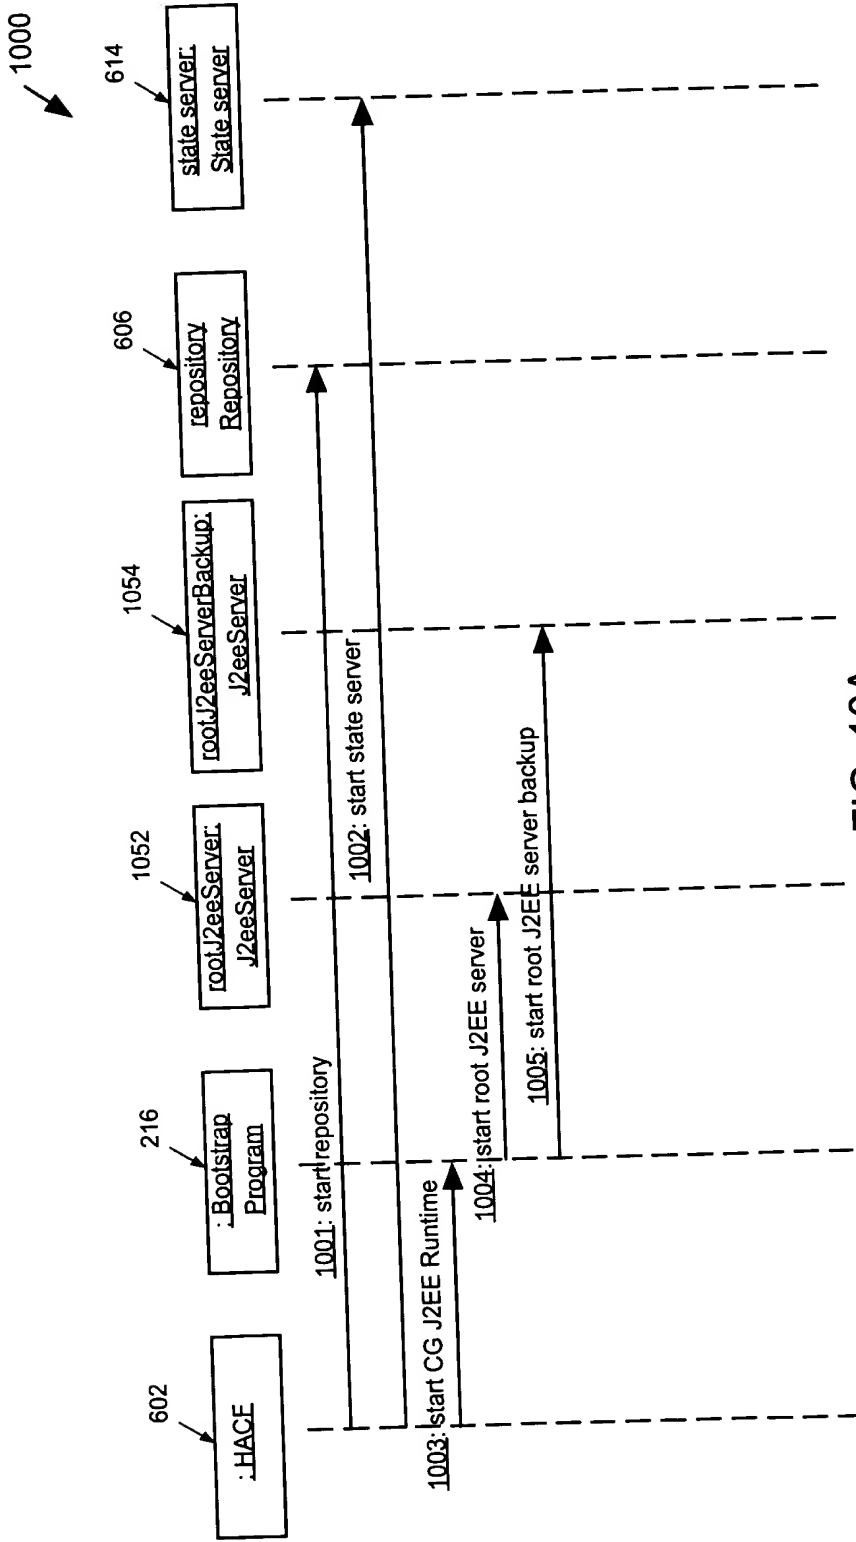 1000
602
216
1052
1054
606
614
: HACF
: Bootstrap
Program
rootJ2eeServer:
J2eeServer
rootJ2eeServerBackup:
J2eeServer
repository
Repository
state server:
State server
1001: start repository
1002: start state server
1003: start CG J2EE Runtime
1004: start root J2EE server
1005: start root J2EE server backup